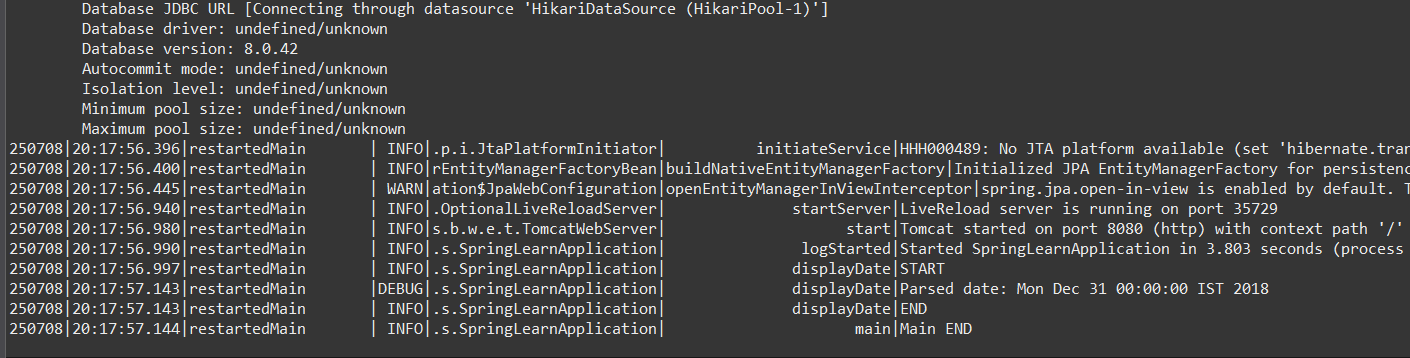 Database JDBC URL [Connecting through datasource 'HikariDataSource (HikariPool-1)']
Database driver: undefined/unknown
Database version: 8.0.42
Autocommit mode: undefined/unknown
Isolation level: undefined/unknown
Minimum pool size: undefined/unknown
Maximum pool size: undefined/unknown
250708|20:17:56.396|restartedMain | INFO|.p.i.JtaPlatformInitiator| initiateService|HHH000489: No JTA platform available (set 'hibernate.tran
250708|20:17:56.400|restartedMain | INFO|rEntityManagerFactoryBean|buildNativeEntityManagerFactory|Initialized JPA EntityManagerFactory for persistenc
250708|20:17:56.445|restartedMain | WARN|ation$JpaWebConfiguration|openEntityManagerInViewInterceptor|spring.jpa.open-in-view is enabled by default. T
250708|20:17:56.940|restartedMain | INFO|.OptionalLiveReloadServer| startServer|LiveReload server is running on port 35729
250708|20:17:56.980|restartedMain | INFO|s.b.w.e.t.TomcatWebServer| start|Tomcat started on port 8080 (http) with context path '/'
250708|20:17:56.990|restartedMain | INFO|.s.SpringLearnApplication| logStarted|Started SpringLearnApplication in 3.803 seconds (process
250708|20:17:56.997|restartedMain | INFO|.s.SpringLearnApplication| displayDate|START
250708|20:17:57.143|restartedMain |DEBUG|.s.SpringLearnApplication| displayDate|Parsed date: Mon Dec 31 00:00:00 IST 2018
250708|20:17:57.143|restartedMain | INFO|.s.SpringLearnApplication| displayDate|END
250708|20:17:57.144|restartedMain | INFO|.s.SpringLearnApplication| main|Main END